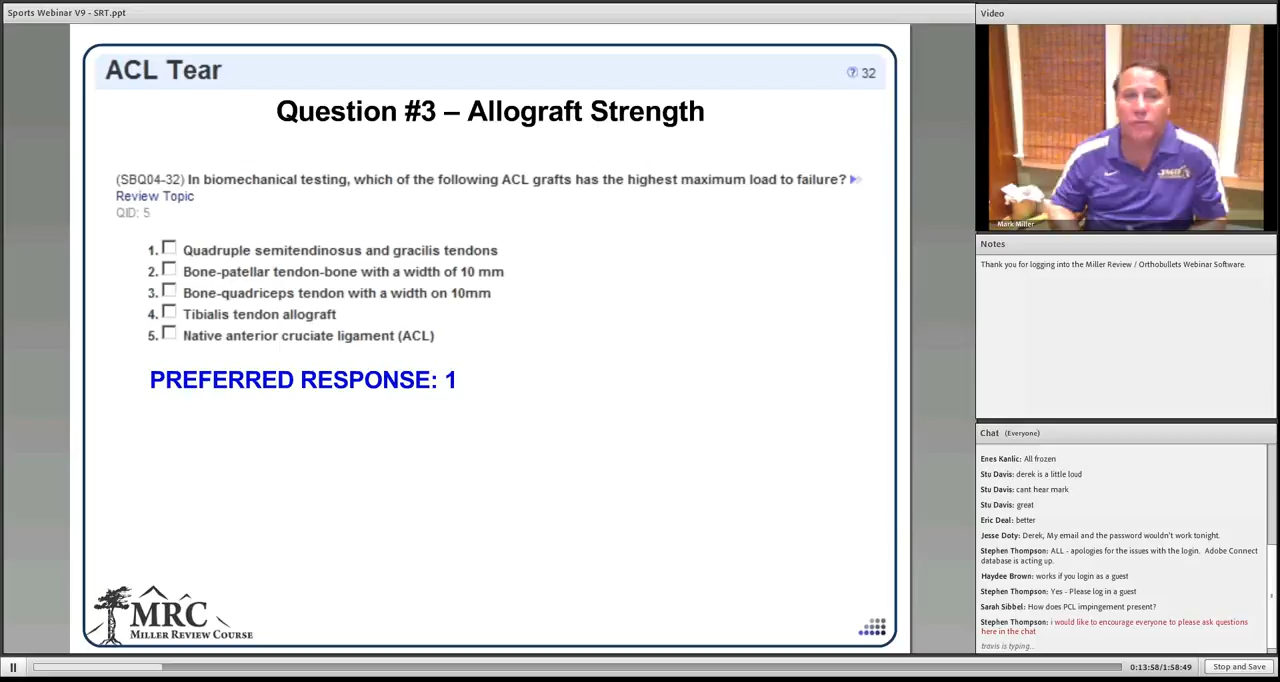 Sports Webinar V9 - SRT.ppt
ACL Tear
32
Question #3 – Allograft Strength
(SBQ04-32) In biomechanical testing, which of the following ACL grafts has the highest maximum load to failure?
Review Topic
QID: 5
1. Quadruple semitendinosus and gracilis tendons
2. Bone-patellar tendon-bone with a width of 10 mm
3. Bone-quadriceps tendon with a width on 10mm
4. Tibialis tendon allograft
5. Native anterior cruciate ligament (ACL)
PREFERRED RESPONSE: 1
MRC
MILLER REVIEW COURSE
Video
Mark Miller
Notes
Thank you for logging into the Miller Review / Orthobullets Webinar Software.
Chat (Everyone)
Enes Kanlic: All frozen
Stu Davis: derek is a little loud
Stu Davis: cant hear mark
Stu Davis: great
Eric Deal: better
Jesse Doty: Derek, My email and the password wouldn't work tonight.
Stephen Thompson: ALL - apologies for the issues with the login. Adobe Connect
database is acting up.
Haydee Brown: works if you login as a guest
Stephen Thompson: Yes - Please log in a guest
Sarah Sibbel: How does PCL impingement present?
Stephen Thompson: i would like to encourage everyone to please ask questions
here in the chat
travis is typing...
0:13:58/1:58:49
Stop and Save